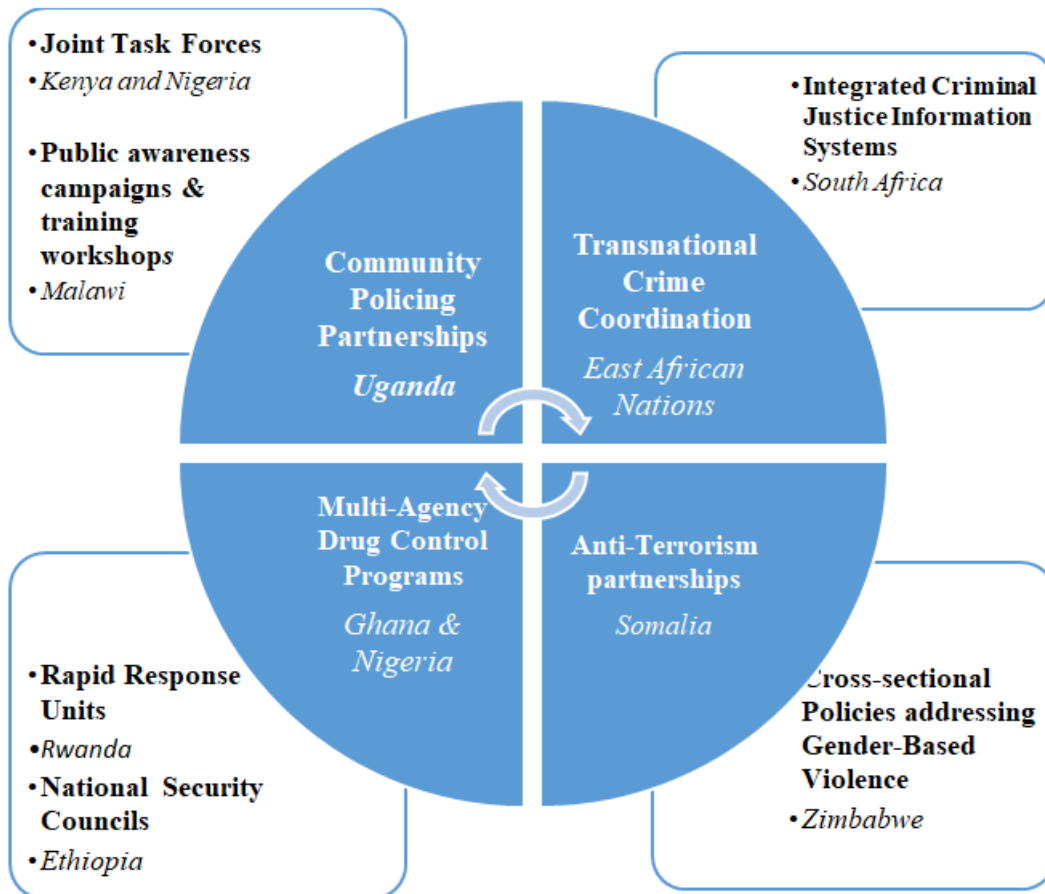 •Joint Task Forces
•Kenya and Nigeria
•Public awareness
campaigns &
training
workshops
•Malawi
•Integrated Criminal
Justice Information
Systems
•South Africa
Community
Policing
Partnerships
Uganda
Transnational
Crime
Coordination
East African
Nations
Multi-Agency
Drug Control
Programs
Ghana &
Nigeria
Anti-Terrorism
partnerships
Somalia
•Rapid Response
Units
•Rwanda
•National Security
Councils
•Ethiopia
Cross-sectional
Policies addressing
Gender-Based
Violence
•Zimbabwe